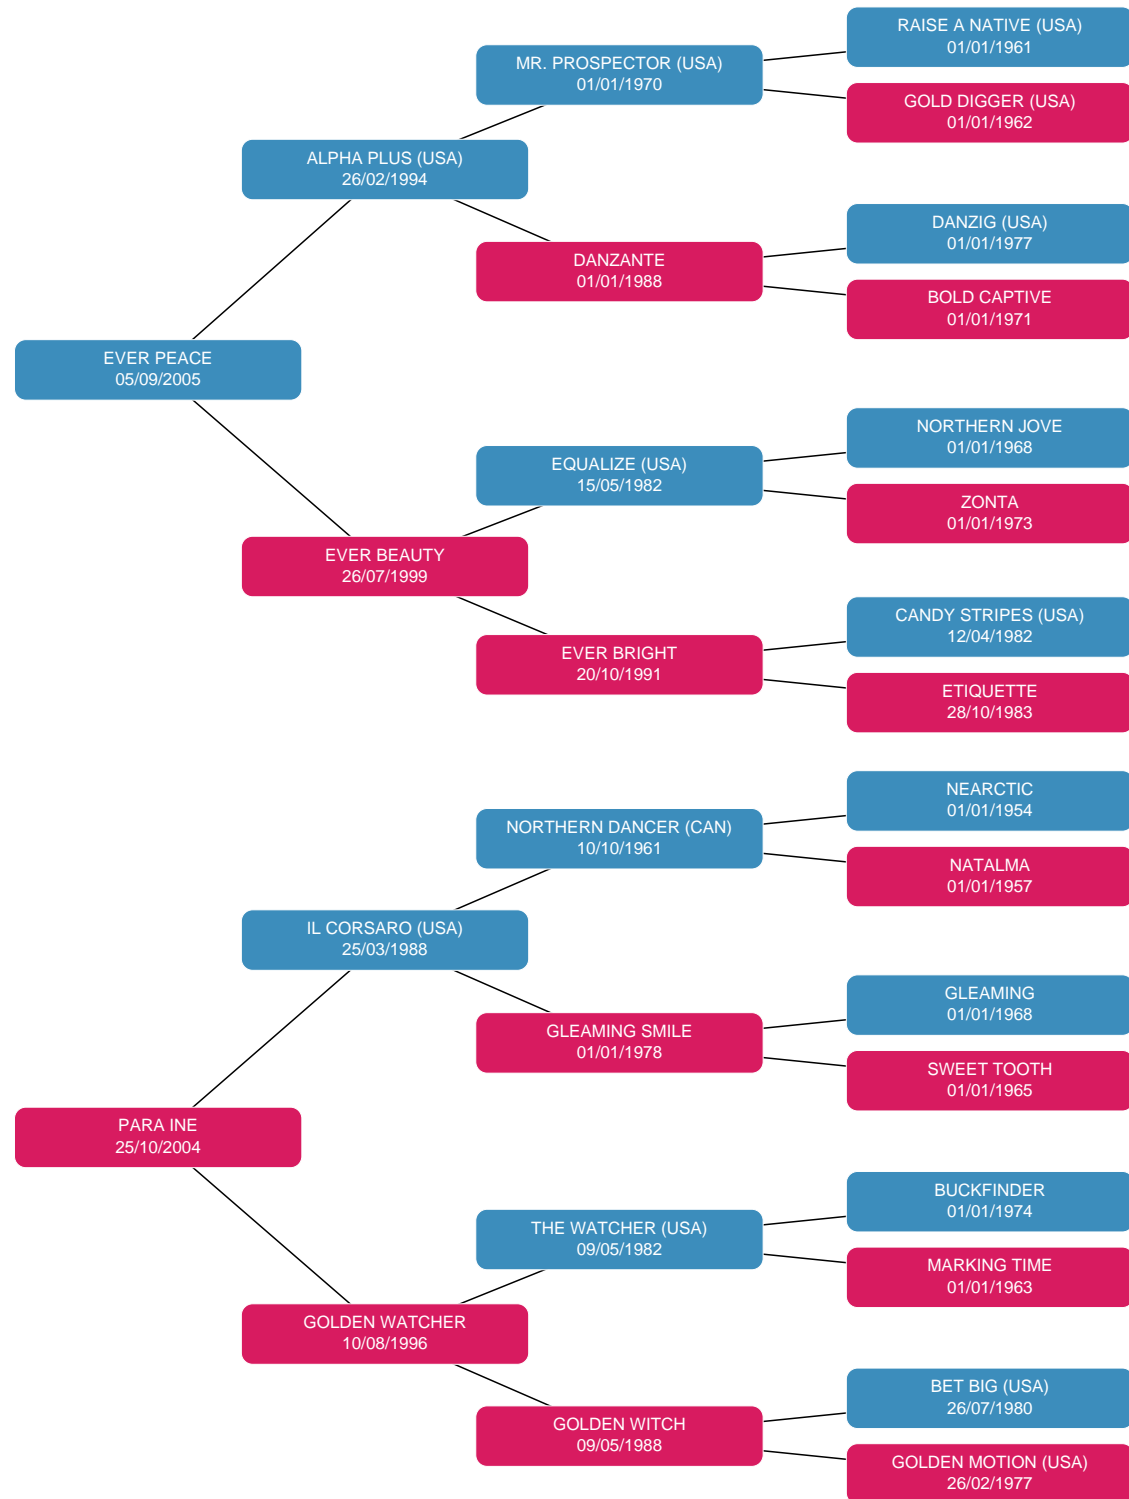 RAISE A NATIVE (USA)
01/01/1961
MR. PROSPECTOR (USA)
01/01/1970
GOLD DIGGER (USA)
01/01/1962
ALPHA PLUS (USA)
26/02/1994
DANZIG (USA)
01/01/1977
DANZANTE
01/01/1988
BOLD CAPTIVE
01/01/1971
EVER PEACE
05/09/2005
NORTHERN JOVE
01/01/1968
EQUALIZE (USA)
15/05/1982
ZONTA
01/01/1973
EVER BEAUTY
26/07/1999
CANDY STRIPES (USA)
12/04/1982
EVER BRIGHT
20/10/1991
ETIQUETTE
28/10/1983
NEARCTIC
01/01/1954
NORTHERN DANCER (CAN)
10/10/1961
NATALMA
01/01/1957
IL CORSARO (USA)
25/03/1988
GLEAMING
01/01/1968
GLEAMING SMILE
01/01/1978
SWEET TOOTH
01/01/1965
PARA INE
25/10/2004
BUCKFINDER
01/01/1974
THE WATCHER (USA)
09/05/1982
MARKING TIME
01/01/1963
GOLDEN WATCHER
10/08/1996
BET BIG (USA)
26/07/1980
GOLDEN WITCH
09/05/1988
GOLDEN MOTION (USA)
26/02/1977